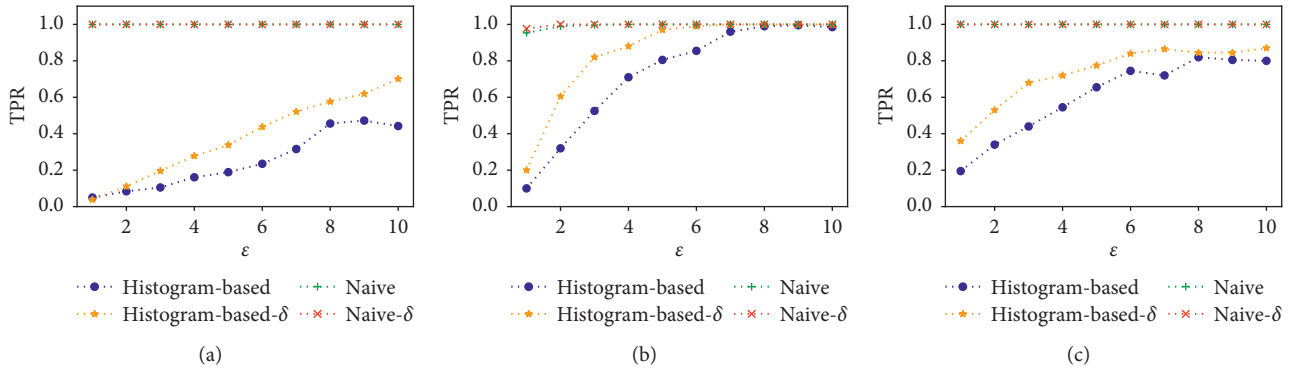 1.0
0.8
0.6
0.4
0.2
0.0
TPR
2 4 6 8 10
ε
Histogram-based Naive
Histogram-based-δ Naive-δ
(a)
1.0
0.8
0.6
0.4
0.2
0.0
TPR
2 4 6 8 10
ε
Histogram-based Naive
Histogram-based-δ Naive-δ
(b)
1.0
0.8
0.6
0.4
0.2
0.0
TPR
2 4 6 8 10
ε
Histogram-based Naive
Histogram-based-δ Naive-δ
(c)